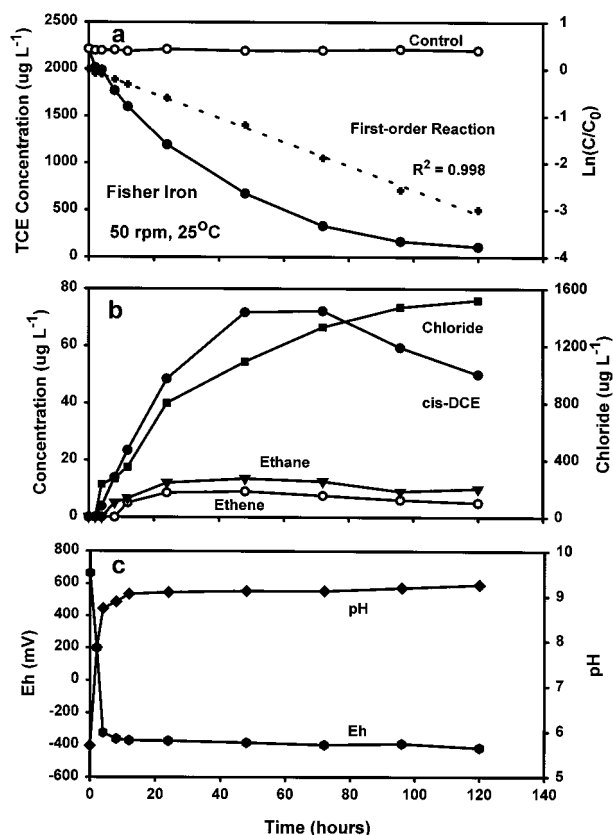 a
Control
First-order Reaction
R² = 0.998
Fisher Iron
50 rpm, 25°C
TCE Concentration (ug L⁻¹)
2500
2000
1500
1000
500
0
Ln(C/C₀)
1
0
-1
-2
-3
-4
b
Chloride
cis-DCE
Ethane
Ethene
Concentration (ug L⁻¹)
80
60
40
20
0
Chloride (ug L⁻¹)
1600
1200
800
400
0
c
pH
Eh
Eh (mV)
800
600
400
200
0
-200
-400
-600
pH
10
9
8
7
6
5
0 20 40 60 80 100 120 140
Time (hours)